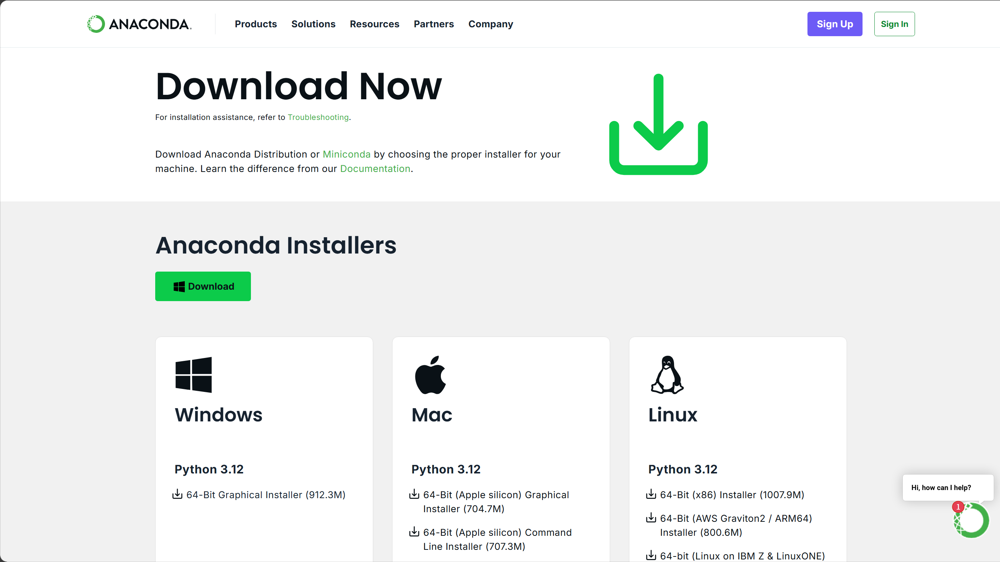 ANACONDA
Products
Solutions
Resources
Partners
Company
Sign Up
Sign In
Download Now
For installation assistance, refer to Troubleshooting.
Download Anaconda Distribution or Miniconda by choosing the proper installer for your
machine. Learn the difference from our Documentation.
Anaconda Installers
Download
Windows
Python 3.12
64-Bit Graphical Installer (912.3M)
Mac
Python 3.12
64-Bit (Apple silicon) Graphical
Installer (704.7M)
64-Bit (Apple silicon) Command
Line Installer (707.3M)
Linux
Python 3.12
64-Bit (x86) Installer (1007.9M)
64-Bit (AWS Graviton2 / ARM64)
Installer (800.6M)
64-bit (Linux on IBM Z & LinuxONE)
Hi, how can I help?
1